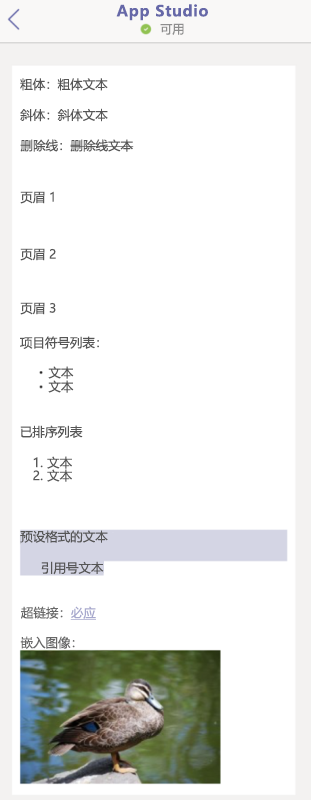 App Studio
可用
粗体：粗体文本
斜体：斜体文本
删除线：删除线文本
页眉 1
页眉 2
页眉 3
项目符号列表：
• 文本
• 文本
已排序列表
1. 文本
2. 文本
预设格式的文本
引用号文本
超链接：必应
嵌入图像：